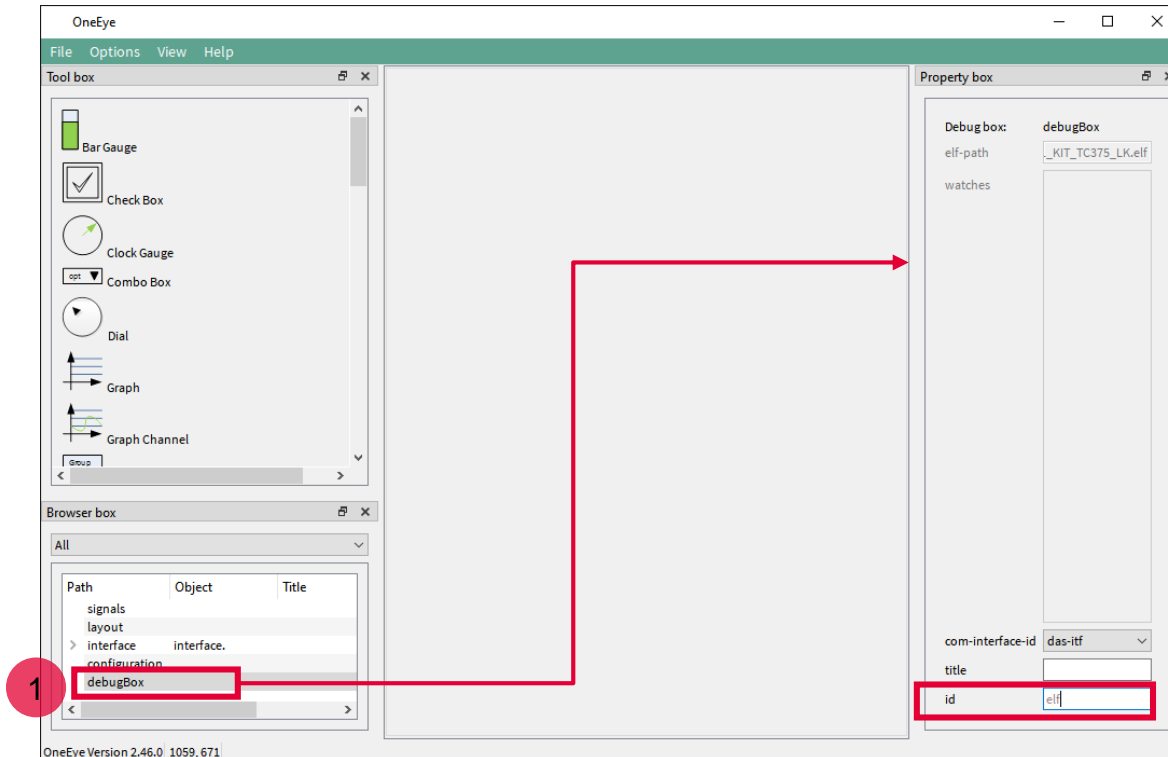 OneEye
File Options View Help
Tool box
Bar Gauge
Check Box
Clock Gauge
opt
Combo Box
Dial
Graph
Graph Channel
Group
Browser box
All
Path Object Title
signals
layout
interface interface.
configuration
debugBox
1
OneEye Version 2.46.0 1059, 671
Property box
Debug box: debugBox
elf-path ._KIT_TC375_LK.elf
watches
com-interface-id das-itf
title
id elf